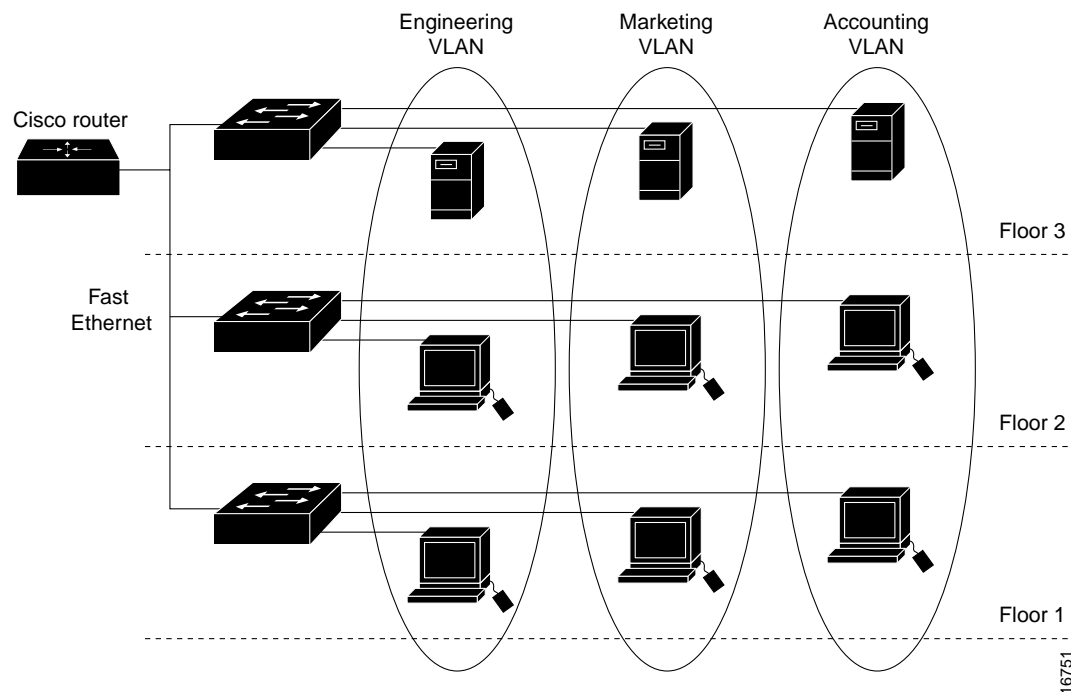 Engineering
VLAN
Marketing
VLAN
Accounting
VLAN
Cisco router
Floor 3
Fast
Ethernet
Floor 2
Floor 1
16751